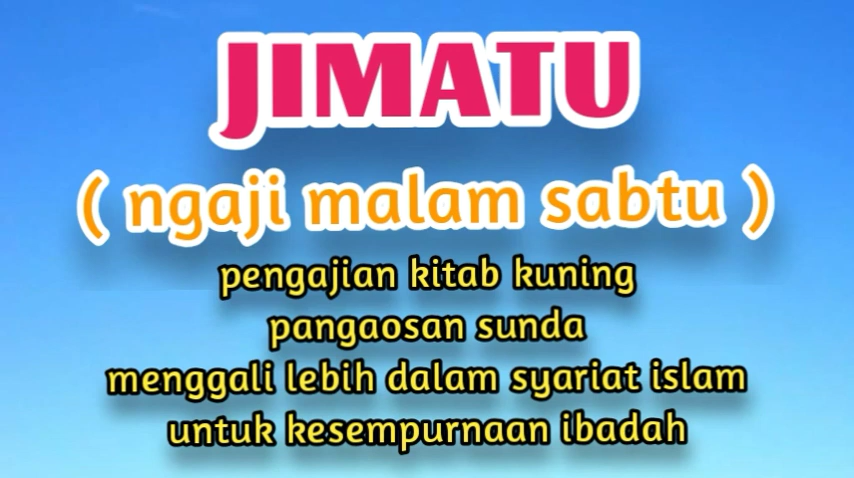 JIMATU
( ngaji malam sabtu )
pengajian kitab kuning
pangaosan sunda
menggali lebih dalam syariat islam
untuk kesempurnaan ibadah